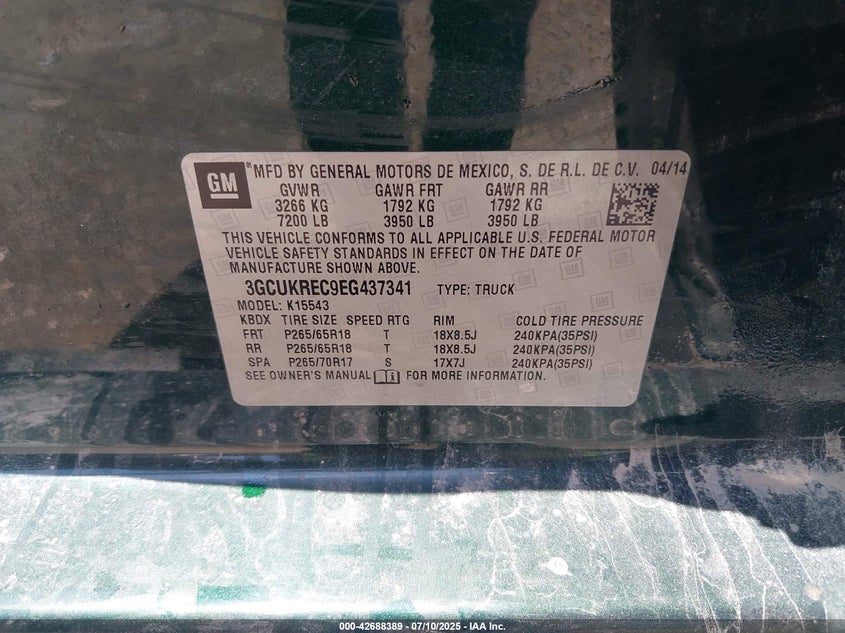 GM
MFD BY GENERAL MOTORS DE MEXICO, S. DE R.L. DE C.V. 04/14
GVWR GAWR FRT GAWR RR
3266 KG 1792 KG 1792 KG
7200 LB 3950 LB 3950 LB
THIS VEHICLE CONFORMS TO ALL APPLICABLE U.S. FEDERAL MOTOR
VEHICLE SAFETY STANDARDS IN EFFECT ON THE DATE OF
MANUFACTURE SHOWN ABOVE.
3GCUKREC9EG437341 TYPE: TRUCK
MODEL: K15543
KBDX TIRE SIZE SPEED RTG RIM COLD TIRE PRESSURE
FRT P265/65R18 T 18X8.5J 240KPA(35PSI)
RR P265/65R18 T 18X8.5J 240KPA(35PSI)
SPA P265/70R17 S 17X7J 240KPA(35PSI)
SEE OWNER'S MANUAL FOR MORE INFORMATION.
000-42688389 - 07/10/2025 - IAA Inc.